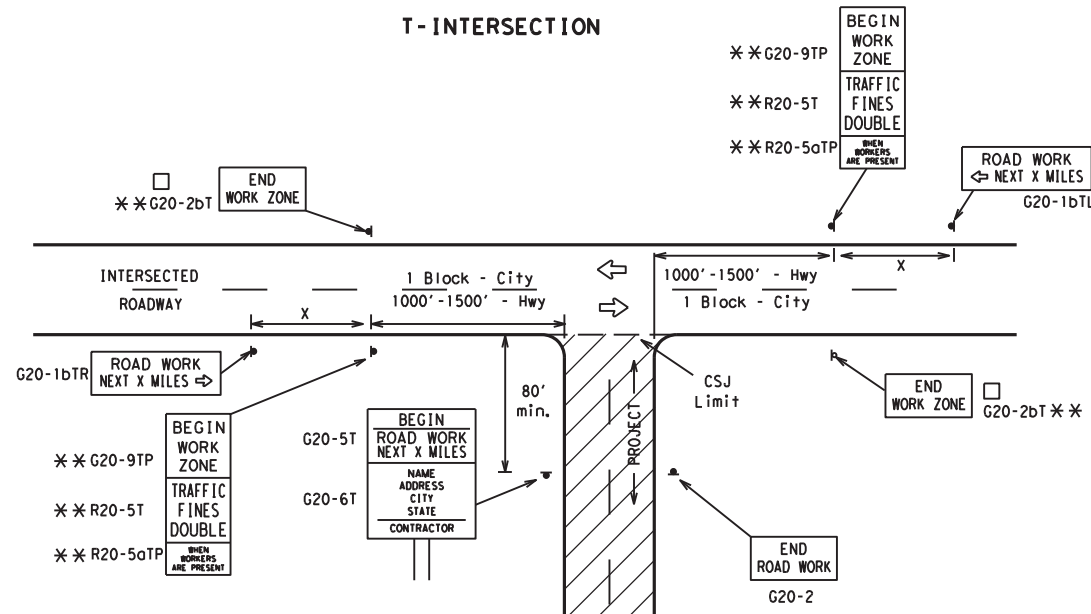 T-INTERSECTION
BEGIN
WORK
ZONE
TRAFFIC
FINES
DOUBLE
WHEN
WORKERS
ARE PRESENT
**G20-9TP
**R20-5T
**R20-5aTP
ROAD WORK
⇦ NEXT X MILES
G20-1bTL
□
**G20-2bT
END
WORK ZONE
INTERSECTED
ROADWAY
1 Block - City
1000'-1500' - Hwy
X
1000'-1500' - Hwy
1 Block - City
X
G20-1bTR
ROAD WORK
NEXT X MILES ⇨
80'
min.
CSJ
Limit
PROJECT
END
WORK ZONE
□
G20-2bT **
**G20-9TP
**R20-5T
**R20-5aTP
BEGIN
WORK
ZONE
TRAFFIC
FINES
DOUBLE
WHEN
WORKERS
ARE PRESENT
G20-5T
G20-6T
BEGIN
ROAD WORK
NEXT X MILES
NAME
ADDRESS
CITY
STATE
CONTRACTOR
END
ROAD WORK
G20-2